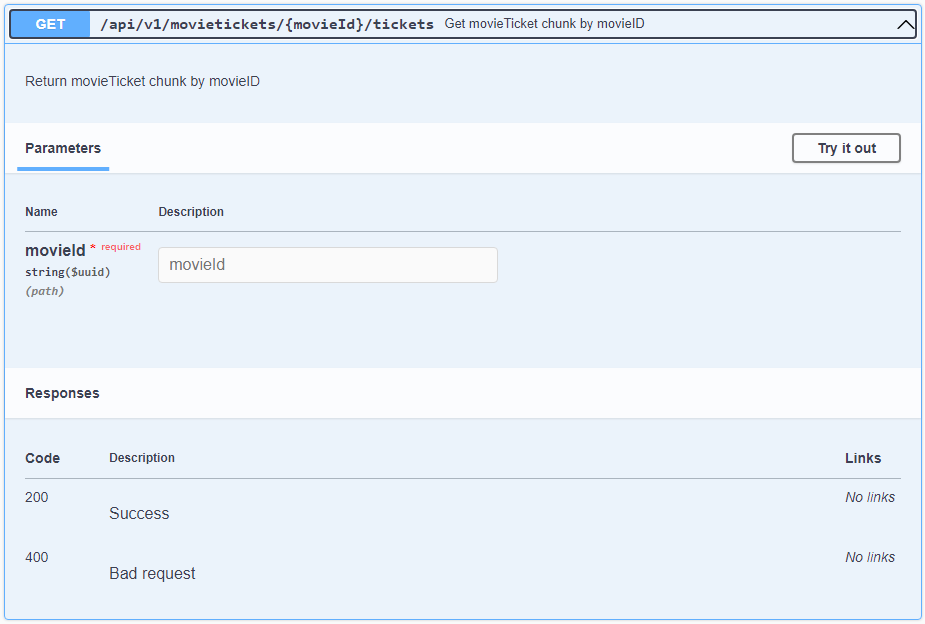 GET /api/v1/movietickets/{movieId}/tickets Get movieTicket chunk by movieID
Return movieTicket chunk by movieID
Parameters Try it out
Name Description
movieId * required
string($uuid)
(path)
movieId
Responses
Code Description Links
200 No links
Success
400 No links
Bad request